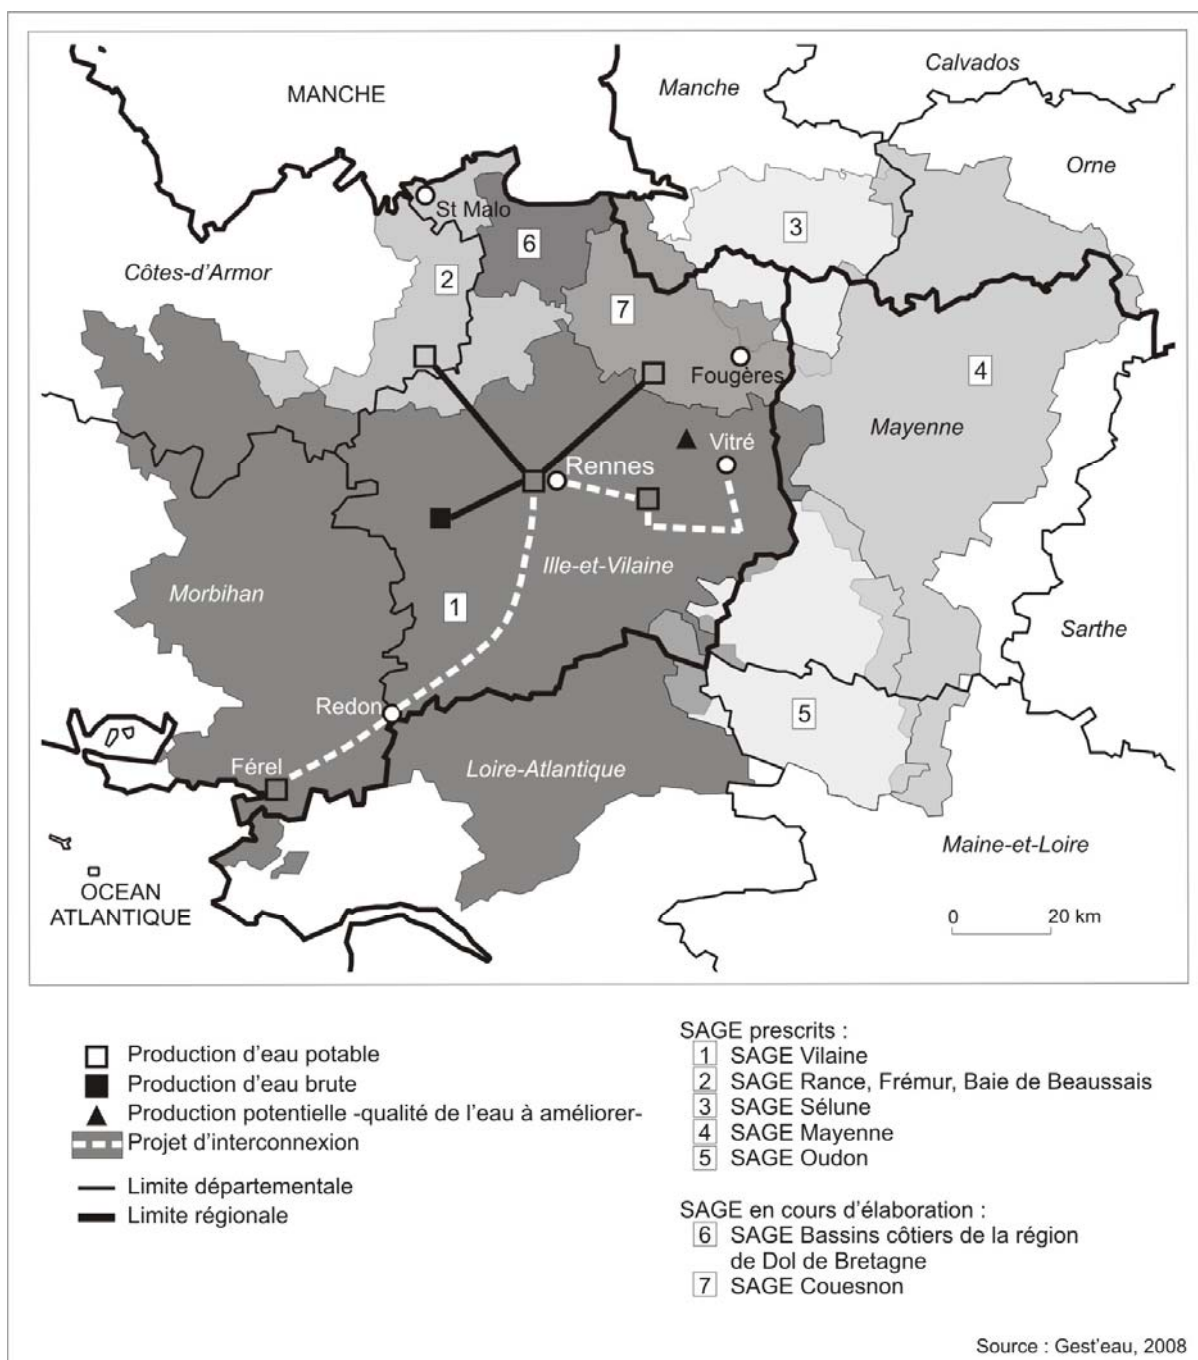 Calvados
Manche
MANCHE
Orne
St Malo
3
6
Côtes-d'Armor
2
7
4
Fougères
Mayenne
Vitré
Rennes
Ille-et-Vilaine
Morbihan
1
Sarthe
Redon
5
Férel
Loire-Atlantique
Maine-et-Loire
OCEAN
ATLANTIQUE
0 20 km
Production d'eau potable
Production d'eau brute
Production potentielle -qualité de l'eau à améliorer-
Projet d'interconnexion
Limite départementale
Limite régionale
SAGE prescrits :
1 SAGE Vilaine
2 SAGE Rance, Frémur, Baie de Beaussais
3 SAGE Sélune
4 SAGE Mayenne
5 SAGE Oudon
SAGE en cours d'élaboration :
6 SAGE Bassins côtiers de la région
de Dol de Bretagne
7 SAGE Couesnon
Source : Gest'eau, 2008